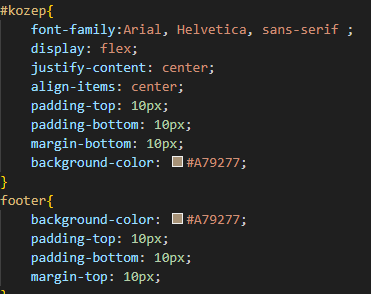 #kozep{
font-family:Arial, Helvetica, sans-serif ;
display: flex;
justify-content: center;
align-items: center;
padding-top: 10px;
padding-bottom: 10px;
margin-bottom: 10px;
background-color: #A79277;
}
footer{
background-color: #A79277;
padding-top: 10px;
padding-bottom: 10px;
margin-top: 10px;
}